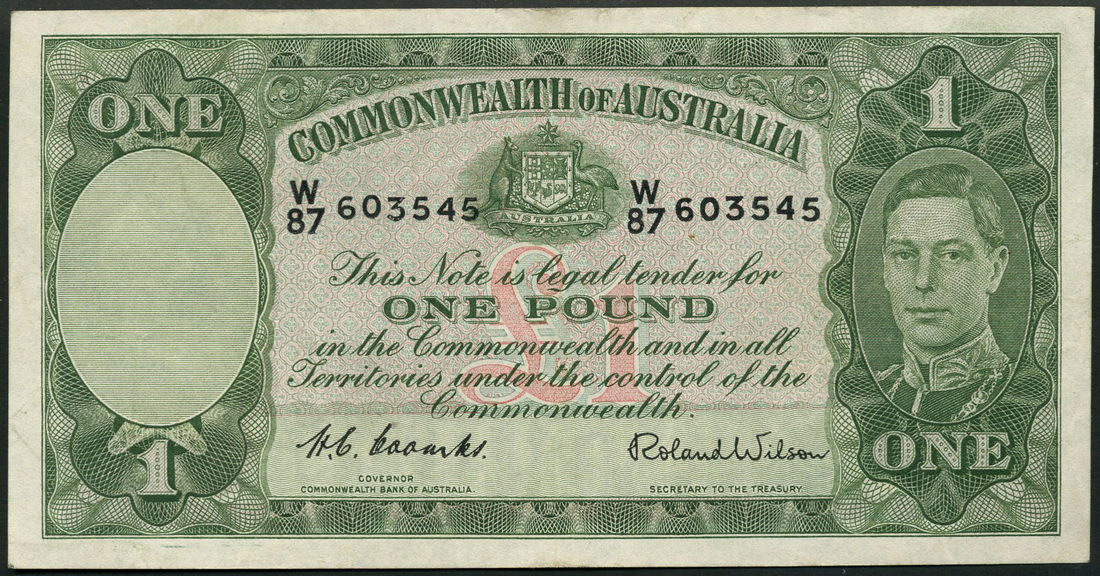 ONE
1
COMMONWEALTH OF AUSTRALIA
AUSTRALIA
W/87 603545
W/87 603545
This Note is legal tender for
ONE POUND
£1
in the Commonwealth and in all
Territories under the control of the
Commonwealth.
H. C. Coombs.
Roland Wilson
GOVERNOR
COMMONWEALTH BANK OF AUSTRALIA.
SECRETARY TO THE TREASURY
1
ONE